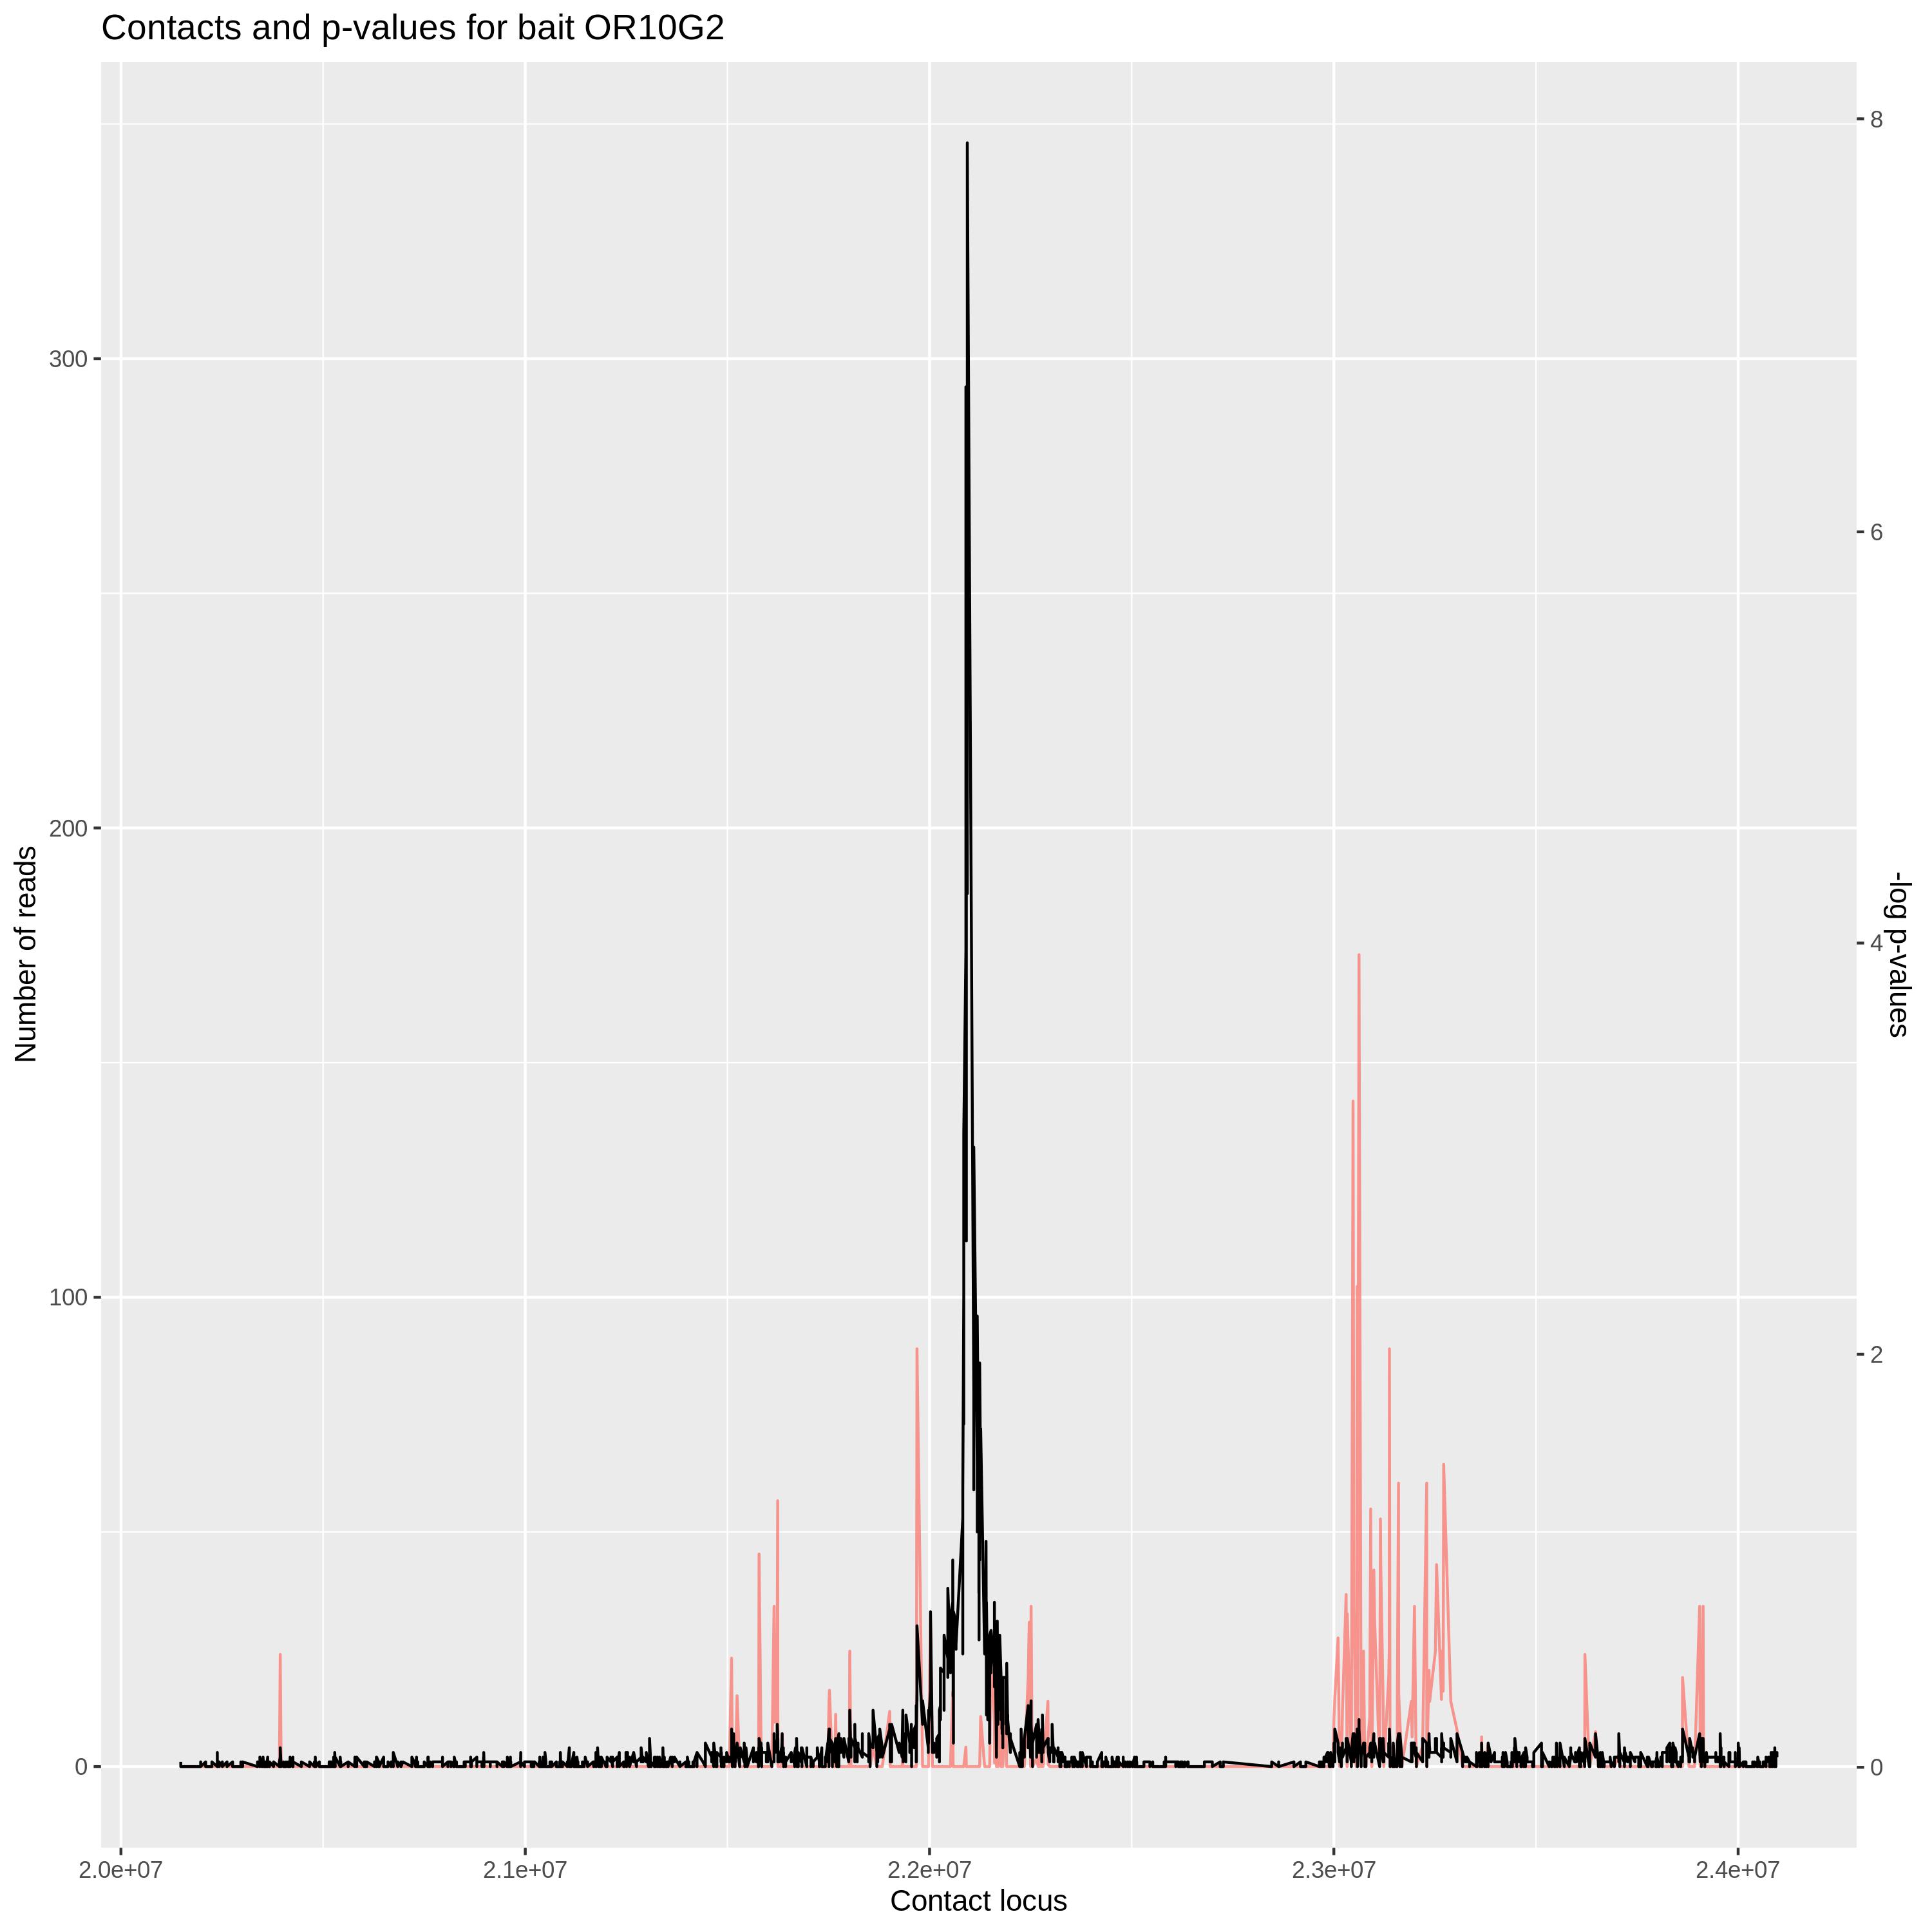 Contacts and p-values for bait OR10G2
Number of reads
300
200
100
0
8
6
4
2
0
-log p-values
2.0e+07
2.1e+07
2.2e+07
2.3e+07
2.4e+07
Contact locus